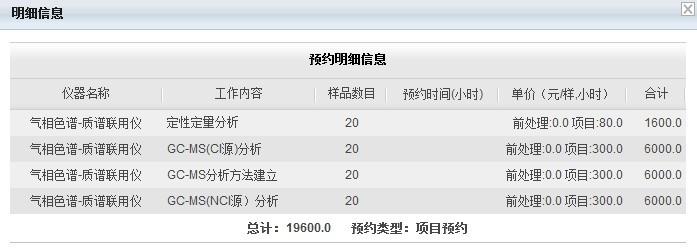 明细信息
预约明细信息
仪器名称 工作内容 样品数目 预约时间(小时) 单价（元/样,小时） 合计
气相色谱-质谱联用仪 定性定量分析 20 前处理:0.0 项目:80.0 1600.0
气相色谱-质谱联用仪 GC-MS(CI源)分析 20 前处理:0.0 项目:300.0 6000.0
气相色谱-质谱联用仪 GC-MS分析方法建立 20 前处理:0.0 项目:300.0 6000.0
气相色谱-质谱联用仪 GC-MS(NCI源）分析 20 前处理:0.0 项目:300.0 6000.0
总计：19600.0 预约类型：项目预约